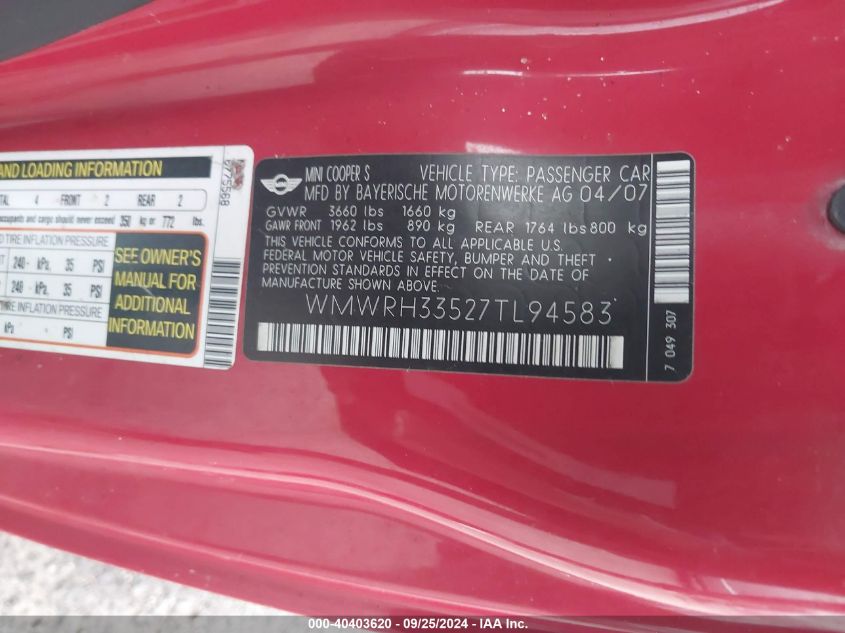 AND LOADING INFORMATION
TAL 4 FRONT 2 REAR 2
occupants and cargo should never exceed 350 kg or 772 lbs.
TIRE INFLATION PRESSURE
240 kPa, 35 PSI
240 kPa, 35 PSI
kPa, PSI
SEE OWNER'S
MANUAL FOR
ADDITIONAL
INFORMATION
6775568
MINI COOPER S VEHICLE TYPE: PASSENGER CAR
MFD BY BAYERISCHE MOTORENWERKE AG 04/07
GVWR 3660 lbs 1660 kg
GAWR FRONT 1962 lbs 890 kg REAR 1764 lbs 800 kg
THIS VEHICLE CONFORMS TO ALL APPLICABLE U.S.
FEDERAL MOTOR VEHICLE SAFETY, BUMPER AND THEFT
PREVENTION STANDARDS IN EFFECT ON THE DATE OF
MANUFACTURE SHOWN ABOVE.
WMWRH33527TL94583
7 049 307
000-40403620 - 09/25/2024 - IAA, Inc.